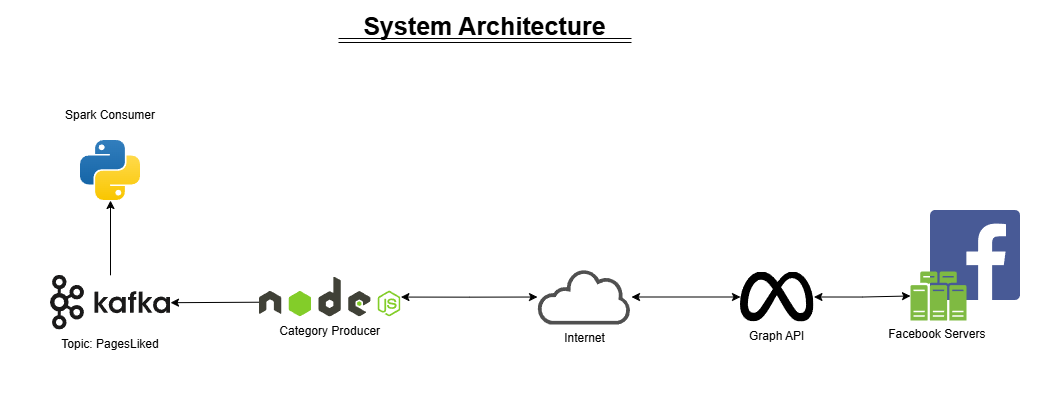 System Architecture
Spark Consumer
kafka
node
JS
Topic: PagesLiked
Category Producer
Internet
Graph API
f
Facebook Servers